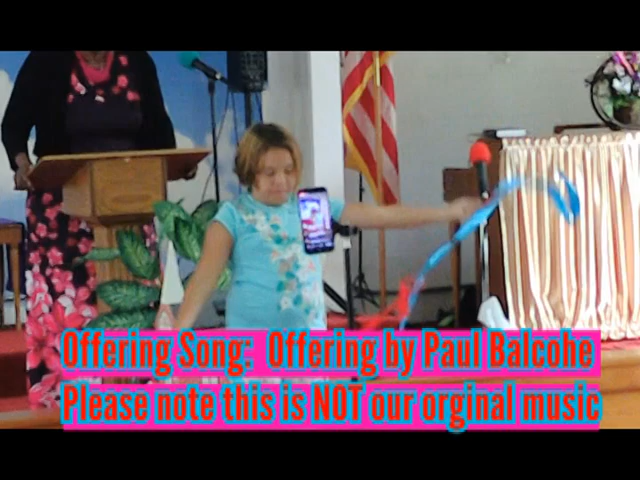 Offering Song:  Offering by Paul Balcohe
Please note this is NOT our orginal music